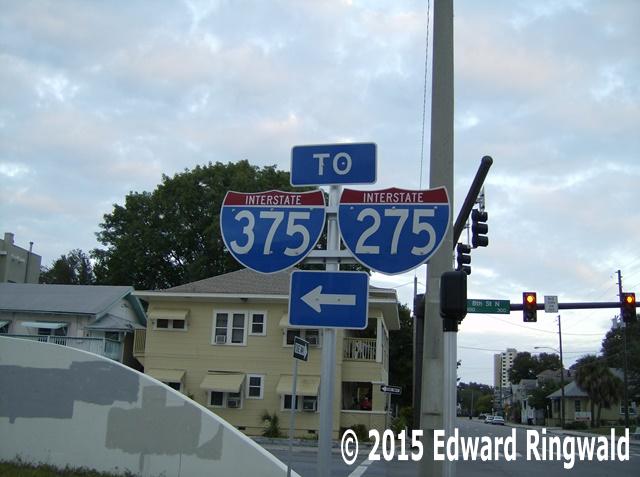 TO
INTERSTATE
375
INTERSTATE
275
8th St N
© 2015 Edward Ringwald